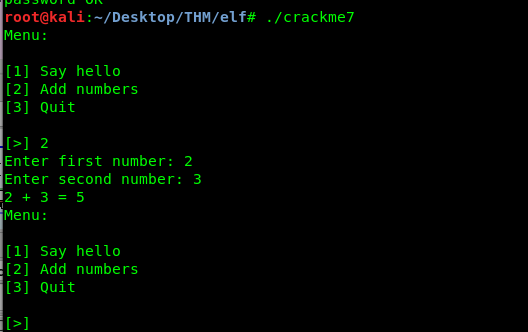 password OK
root@kali:~/Desktop/THM/elf# ./crackme7
Menu:
[1] Say hello
[2] Add numbers
[3] Quit
[>] 2
Enter first number: 2
Enter second number: 3
2 + 3 = 5
Menu:
[1] Say hello
[2] Add numbers
[3] Quit
[>]